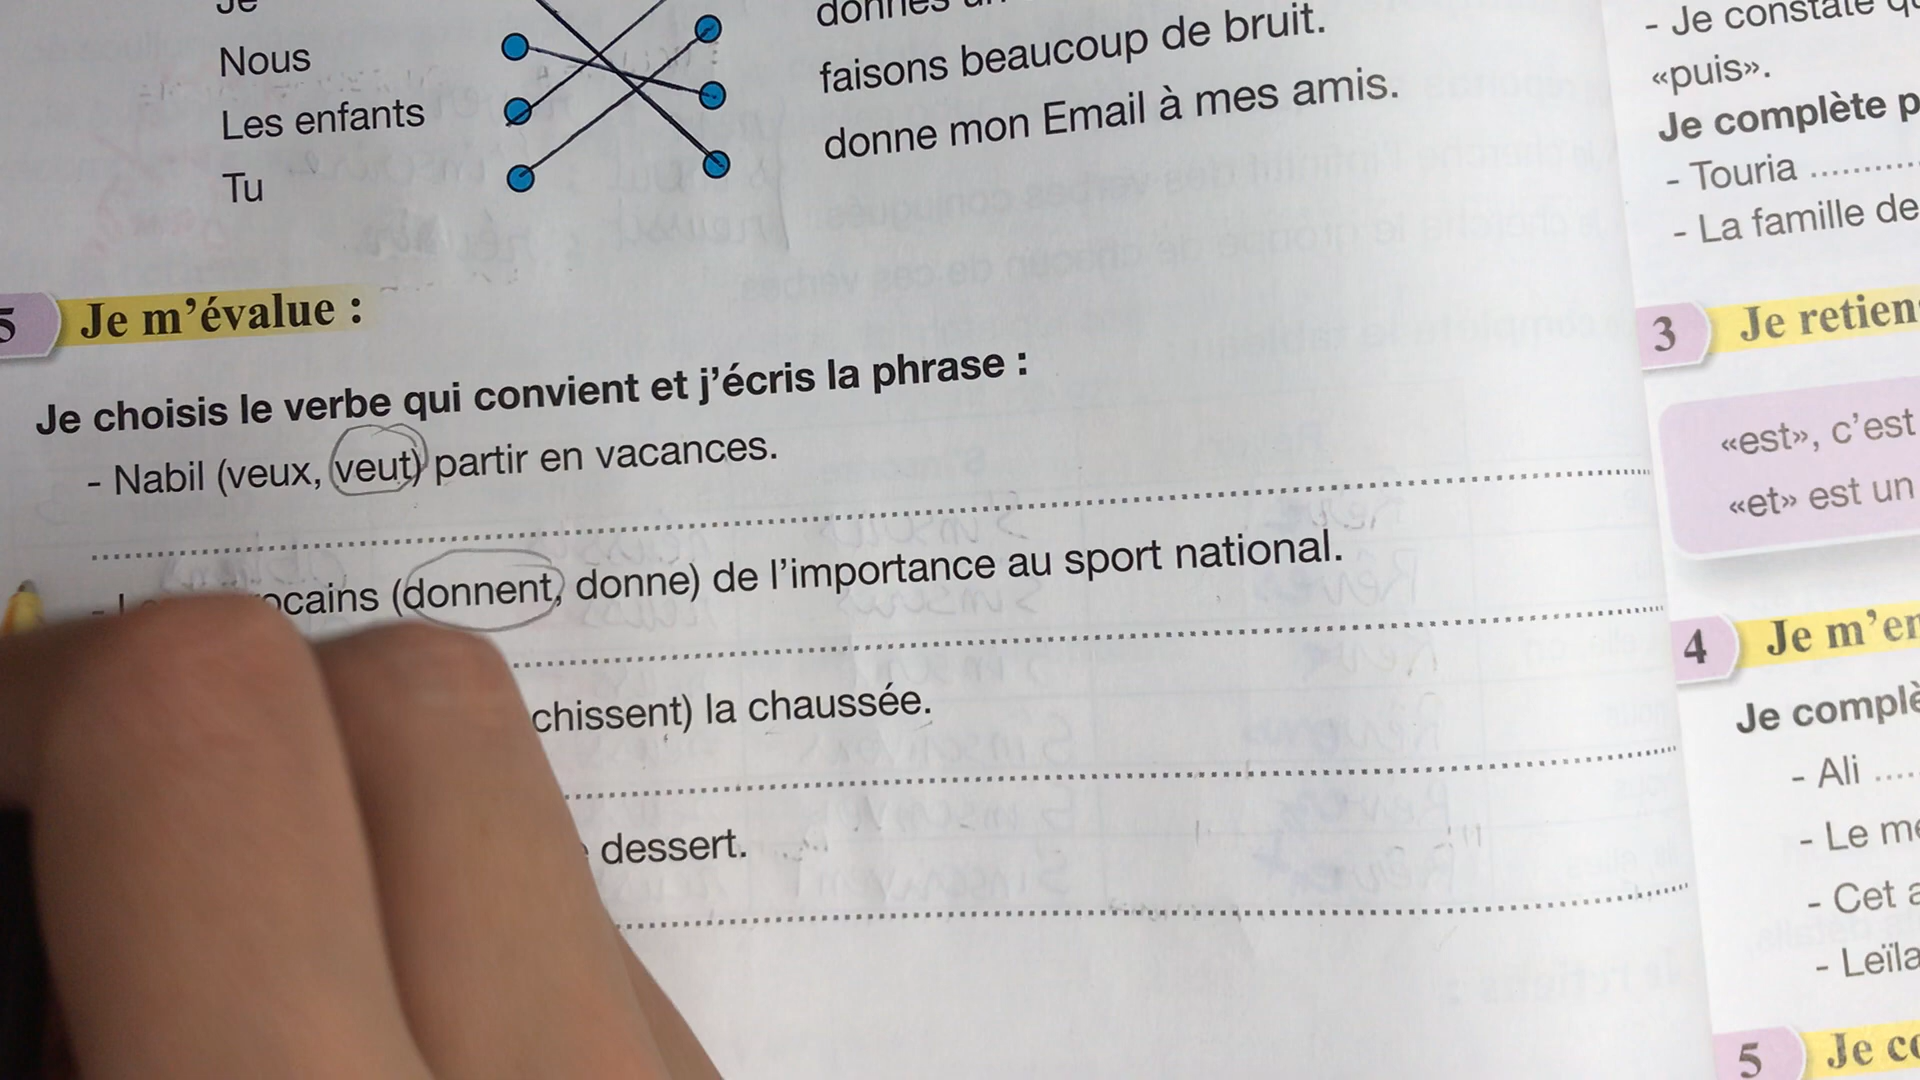 Je
Nous
Les enfants
Tu
donnes
faisons beaucoup de bruit.
donne mon Email à mes amis.
5 Je m'évalue :
Je choisis le verbe qui convient et j'écris la phrase :
- Nabil (veux, veut) partir en vacances.
(donnent, donne) de l'importance au sport national.
la chaussée.
dessert.
- Je constate
«puis».
Je complète
- Touria ..........
- La famille de
3 Je retien
«est», c'est
«et» est un
4 Je m'en
Je complè
- Ali ....
- Le
- Cet
- Leïla
5 Je